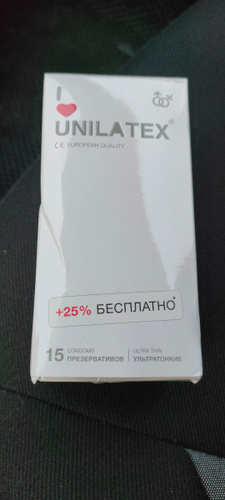 I
UNILATEX®
CE EUROPEAN QUALITY
+25% БЕСПЛАТНО*
15 CONDOMS ПРЕЗЕРВАТИВОВ
ULTRA THIN УЛЬТРАТОНКИЕ